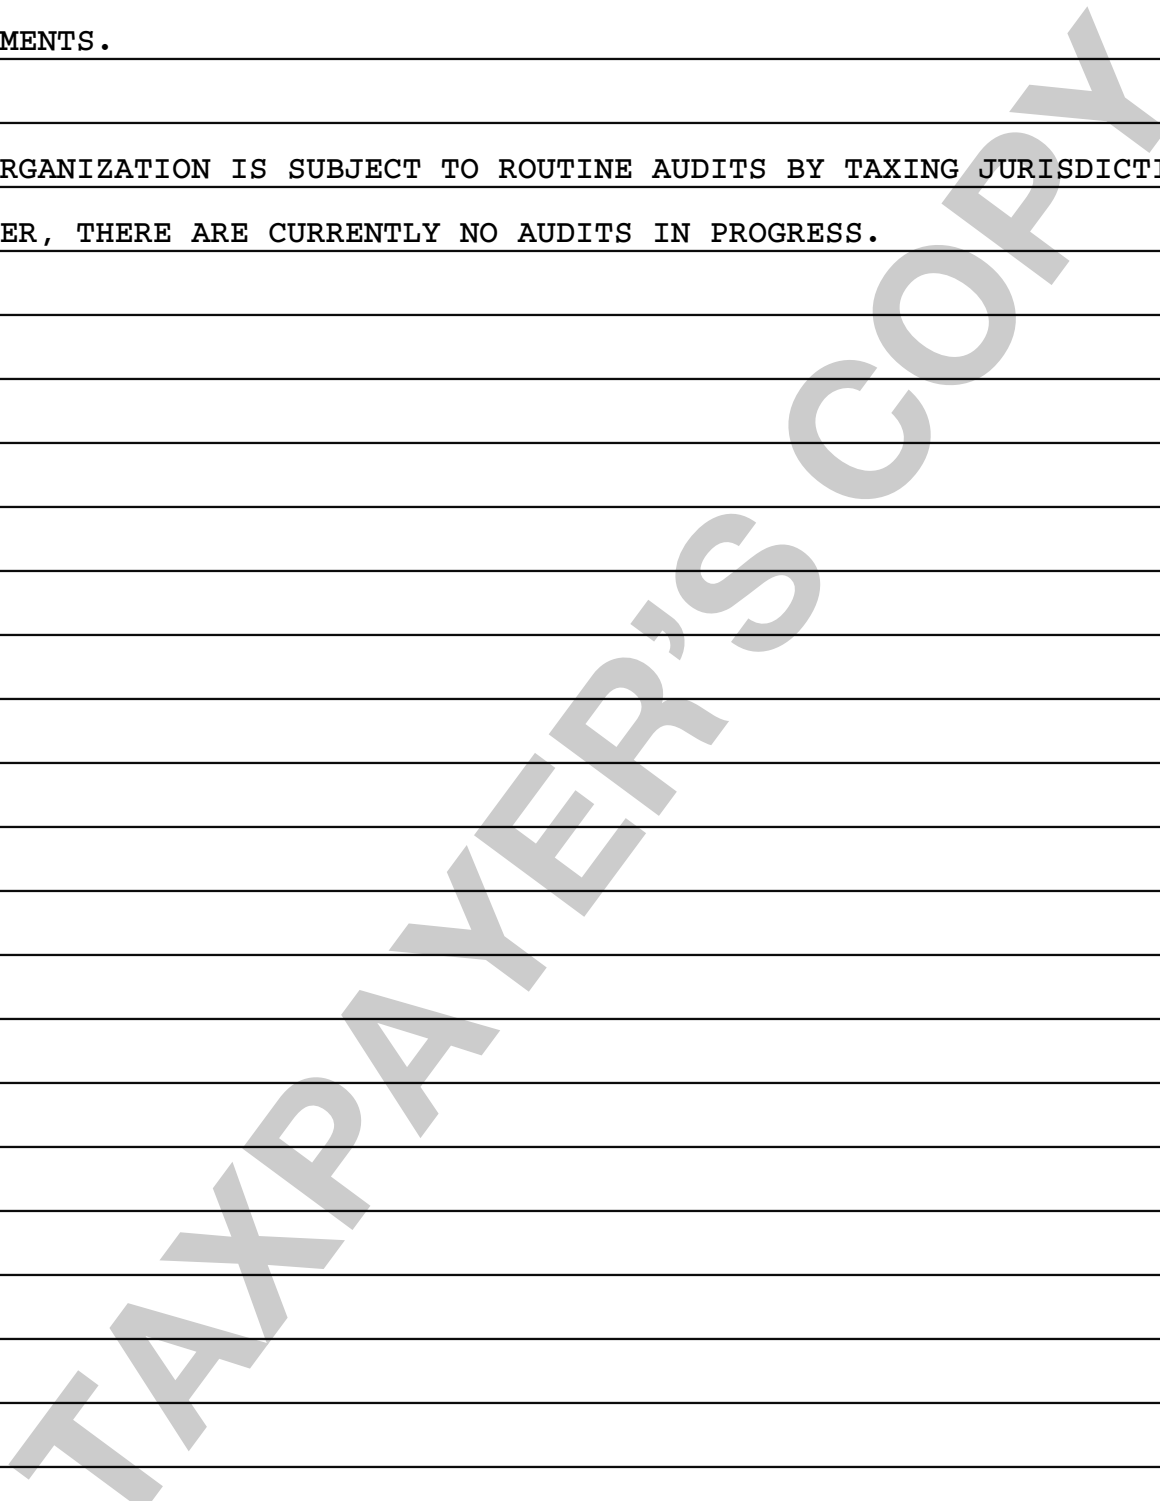 MENTS.
RGANIZATION IS SUBJECT TO ROUTINE AUDITS BY TAXING JURISDICTI
ER, THERE ARE CURRENTLY NO AUDITS IN PROGRESS.
TAXPAYER'S COPY